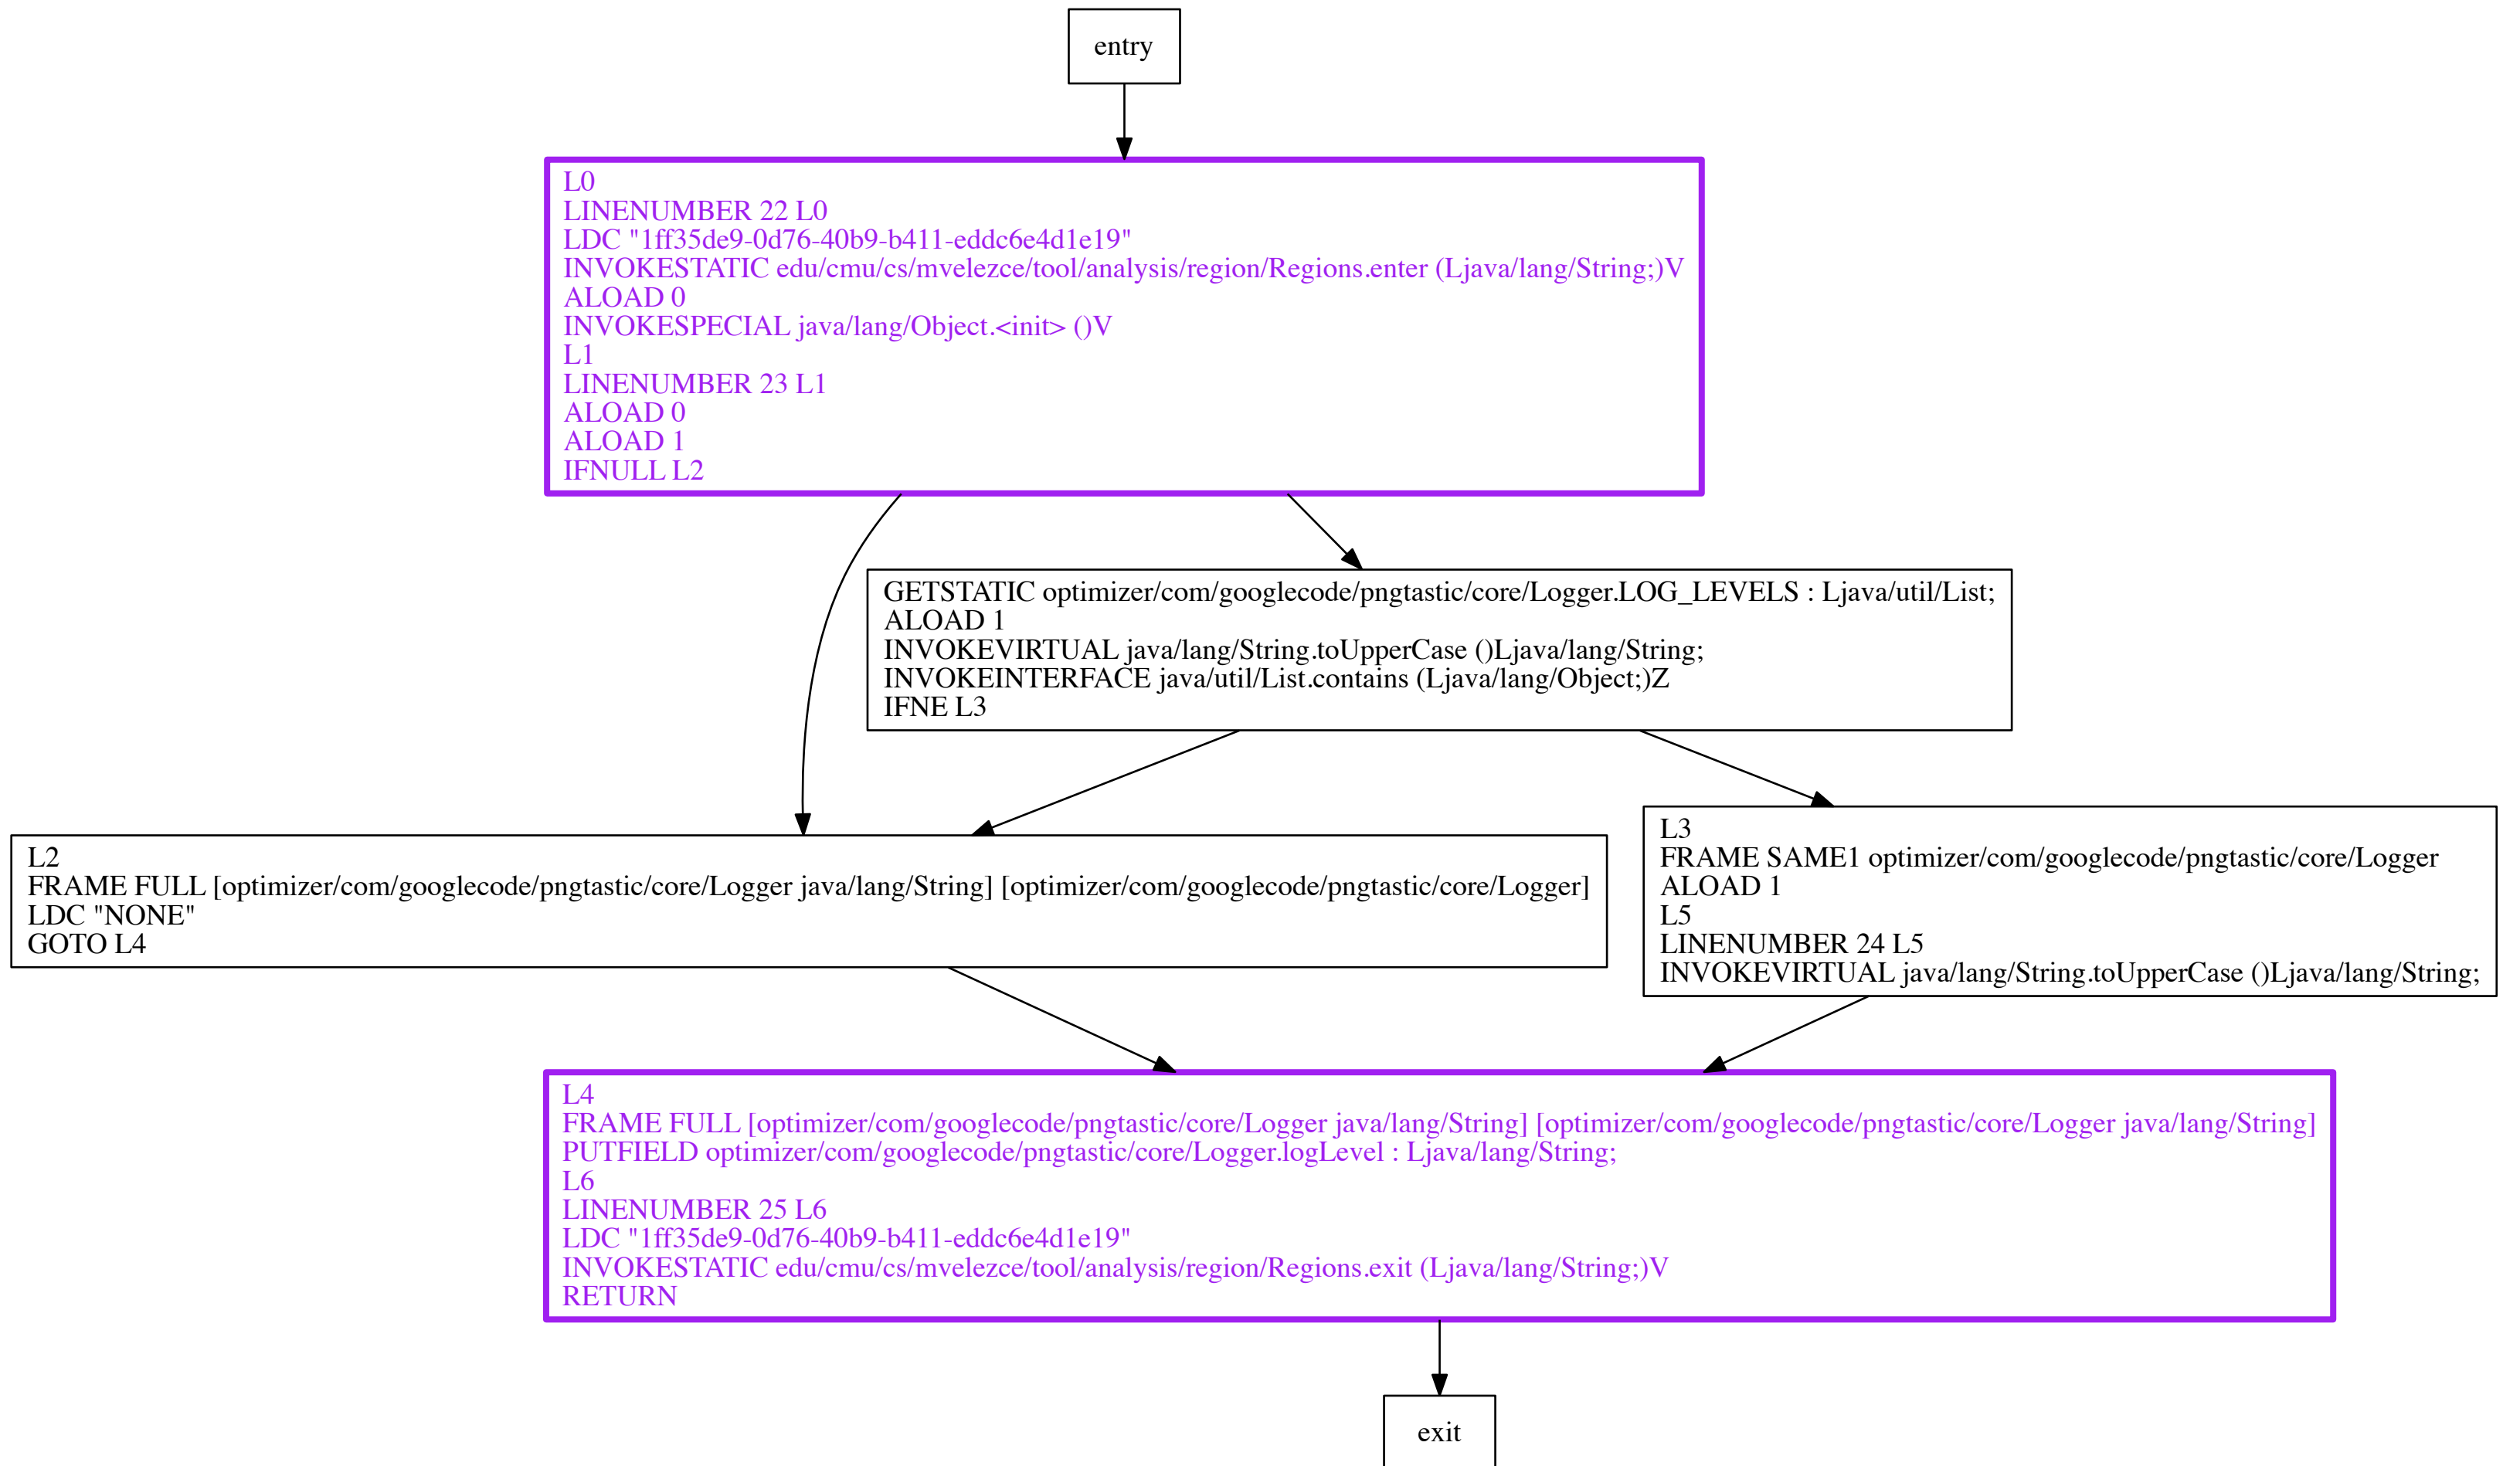 entry
L0
LINENUMBER 22 L0
LDC "1ff35de9-0d76-40b9-b411-eddc6e4d1e19"
INVOKESTATIC edu/cmu/cs/mvelezce/tool/analysis/region/Regions.enter (Ljava/lang/String;)V
ALOAD 0
INVOKESPECIAL java/lang/Object.<init> ()V
L1
LINENUMBER 23 L1
ALOAD 0
ALOAD 1
IFNULL L2
GETSTATIC optimizer/com/googlecode/pngtastic/core/Logger.LOG_LEVELS : Ljava/util/List;
ALOAD 1
INVOKEVIRTUAL java/lang/String.toUpperCase ()Ljava/lang/String;
INVOKEINTERFACE java/util/List.contains (Ljava/lang/Object;)Z
IFNE L3
L2
FRAME FULL [optimizer/com/googlecode/pngtastic/core/Logger java/lang/String] [optimizer/com/googlecode/pngtastic/core/Logger]
LDC "NONE"
GOTO L4
L3
FRAME SAME1 optimizer/com/googlecode/pngtastic/core/Logger
ALOAD 1
L5
LINENUMBER 24 L5
INVOKEVIRTUAL java/lang/String.toUpperCase ()Ljava/lang/String;
L4
FRAME FULL [optimizer/com/googlecode/pngtastic/core/Logger java/lang/String] [optimizer/com/googlecode/pngtastic/core/Logger java/lang/String]
PUTFIELD optimizer/com/googlecode/pngtastic/core/Logger.logLevel : Ljava/lang/String;
L6
LINENUMBER 25 L6
LDC "1ff35de9-0d76-40b9-b411-eddc6e4d1e19"
INVOKESTATIC edu/cmu/cs/mvelezce/tool/analysis/region/Regions.exit (Ljava/lang/String;)V
RETURN
exit